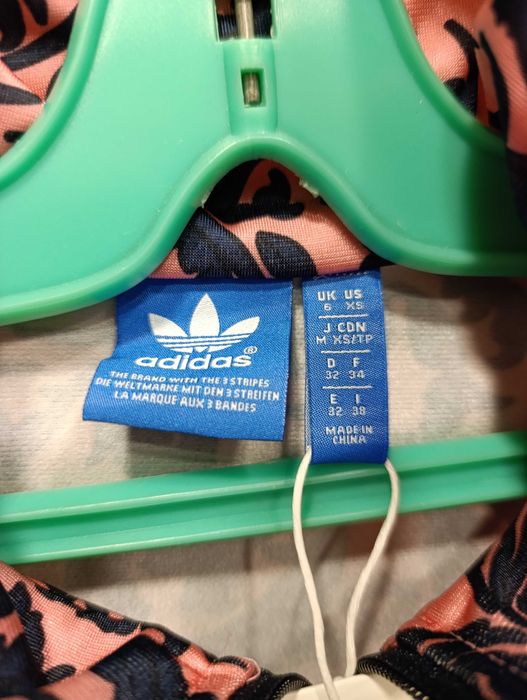 adidas®
THE BRAND WITH THE 3 STRIPES
DIE WELTMARKE MIT DEN 3 STREIFEN
LA MARQUE AUX 3 BANDES
UK US
6 XS
J CDN
M XS/TP
D F
32 34
E I
32 38
MADE IN
CHINA